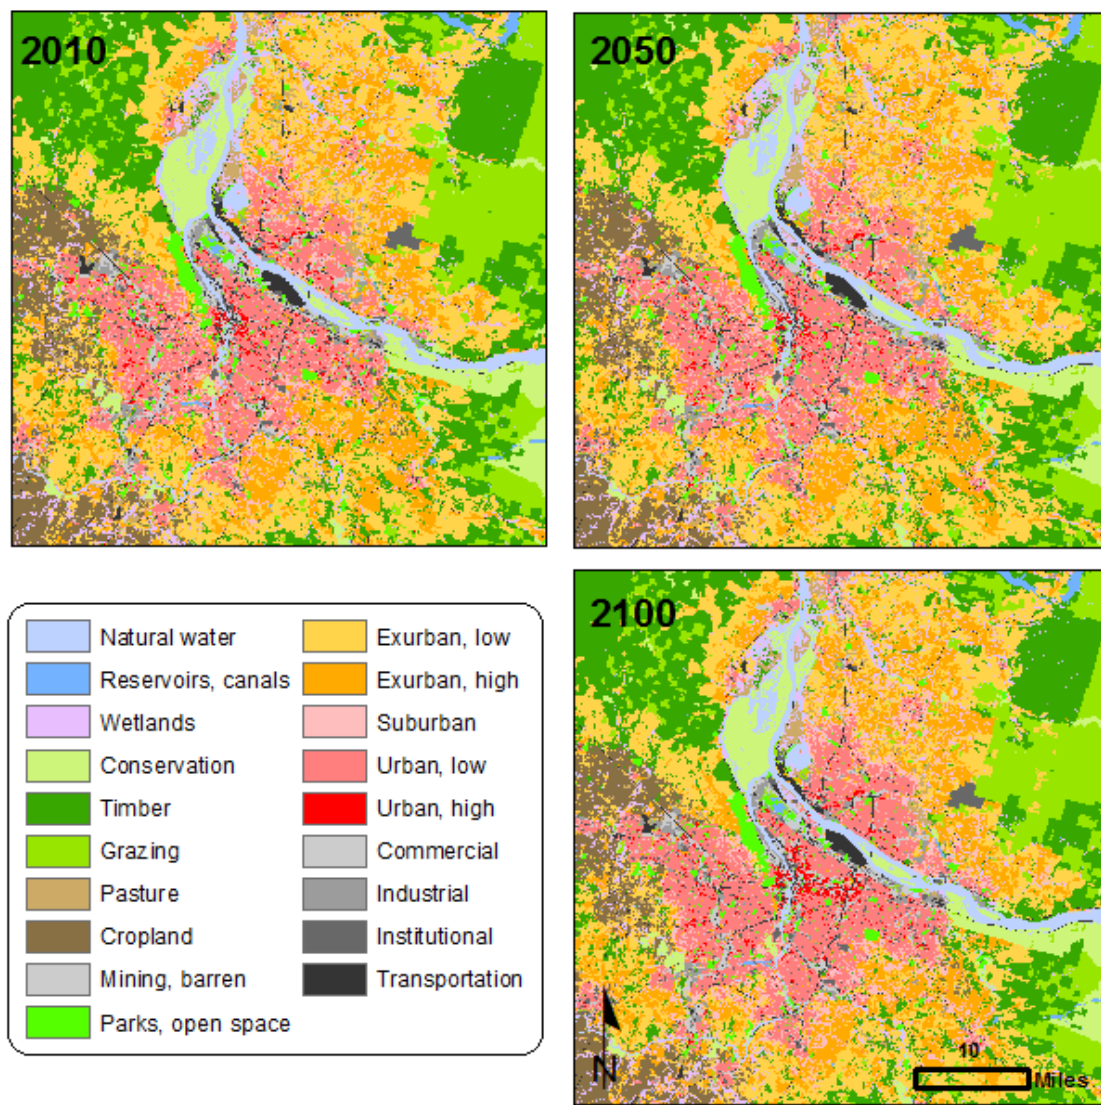 2010
2050
2100
Natural water
Reservoirs, canals
Wetlands
Conservation
Timber
Grazing
Pasture
Cropland
Mining, barren
Parks, open space
Exurban, low
Exurban, high
Suburban
Urban, low
Urban, high
Commercial
Industrial
Institutional
Transportation
N
10
Miles